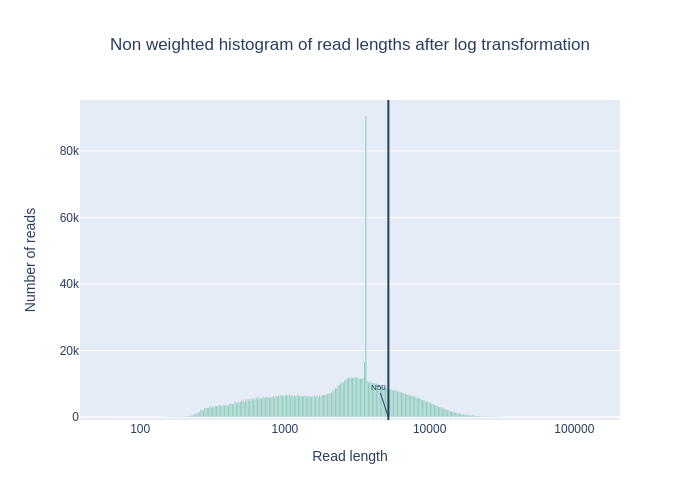 Non weighted histogram of read lengths after log transformation
Number of reads
80k
60k
40k
20k
0
N50
100
1000
10000
100000
Read length